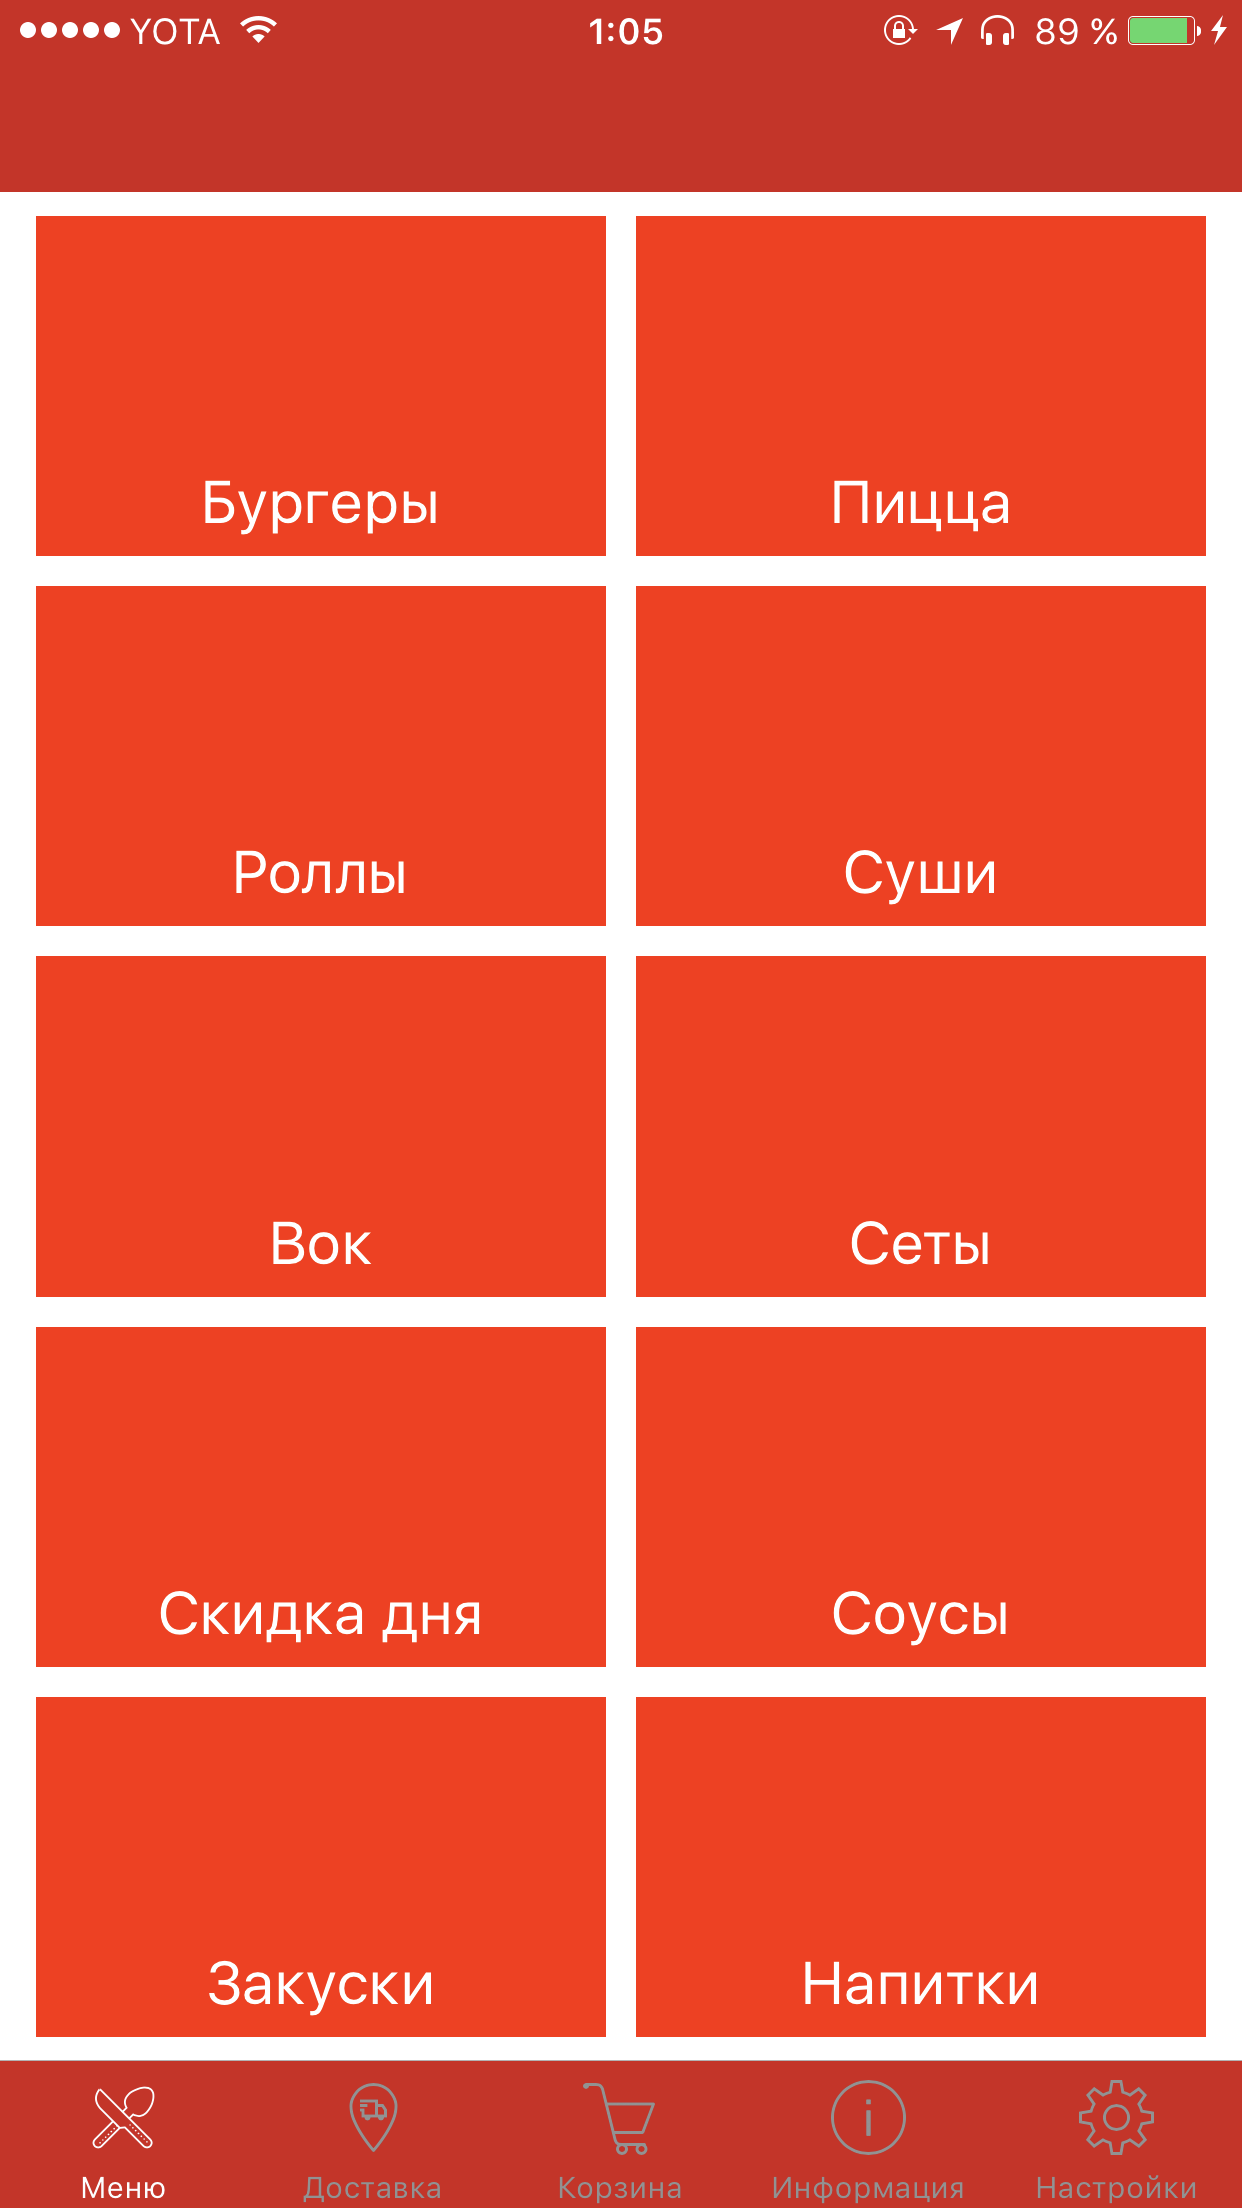 YOTA 1:05 89 %
Бургеры Пицца
Роллы Суши
Вок Сеты
Скидка дня Соусы
Закуски Напитки
Меню Доставка Корзина Информация Настройки